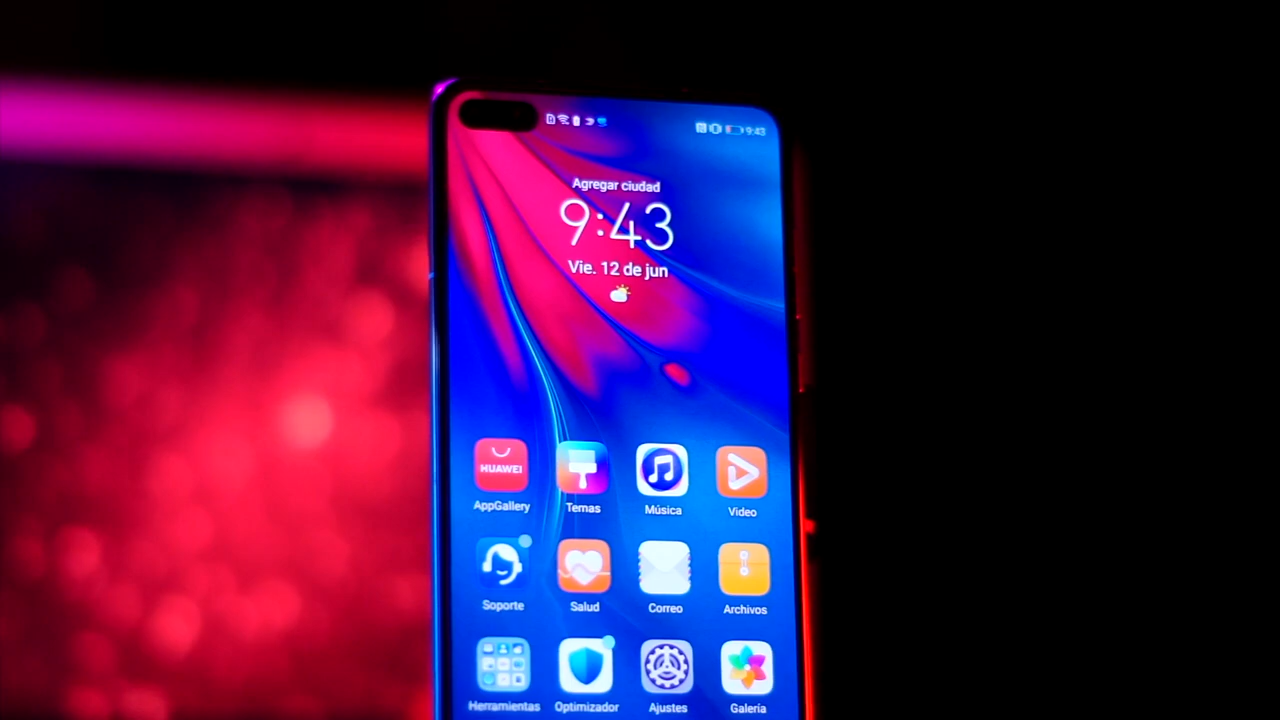 9:43
Agregar ciudad
9:43
Vie. 12 de jun
HUAWEI
AppGallery Temas Música Video
Soporte Salud Correo Archivos
Herramientas Optimizador Ajustes Galería